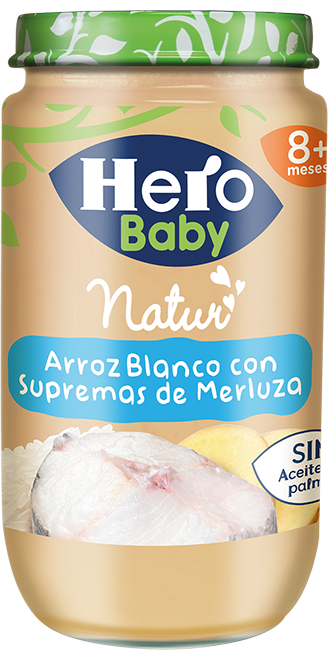 Hero
Baby
8+
meses
Natur
Arroz Blanco con
Supremas de Merluza
SIN
Aceite
palm